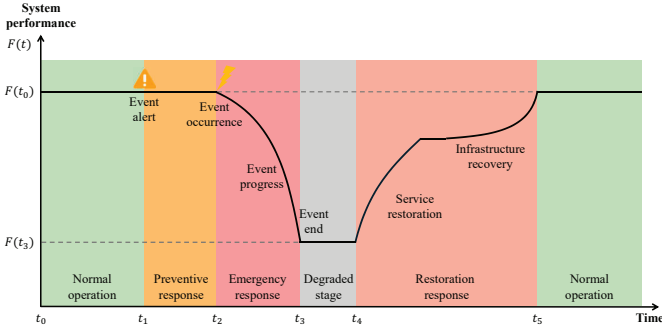 System
performance
F(t)
F(t₀)
Event
alert
Event
occurrence
Event
progress
Event
end
Service
restoration
Infrastructure
recovery
F(t₃)
Normal
operation
Preventive
response
Emergency
response
Degraded
stage
Restoration
response
Normal
operation
t₀ t₁ t₂ t₃ t₄ t₅ Time